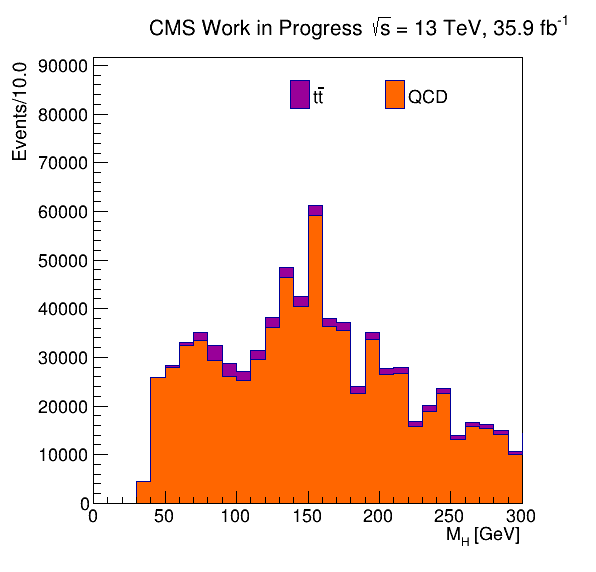 CMS Work in Progress √s = 13 TeV, 35.9 fb⁻¹
Events/10.0
90000
80000
70000
60000
50000
40000
30000
20000
10000
0
tt̄
QCD
0 50 100 150 200 250 300
M_H [GeV]